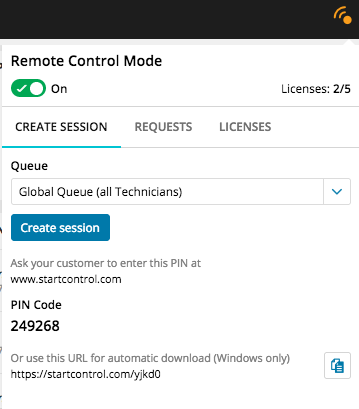 Remote Control Mode
On
Licenses: 2/5
CREATE SESSION REQUESTS LICENSES
Queue
Global Queue (all Technicians)
Create session
Ask your customer to enter this PIN at
www.startcontrol.com
PIN Code
249268
Or use this URL for automatic download (Windows only)
https://startcontrol.com/yjkd0